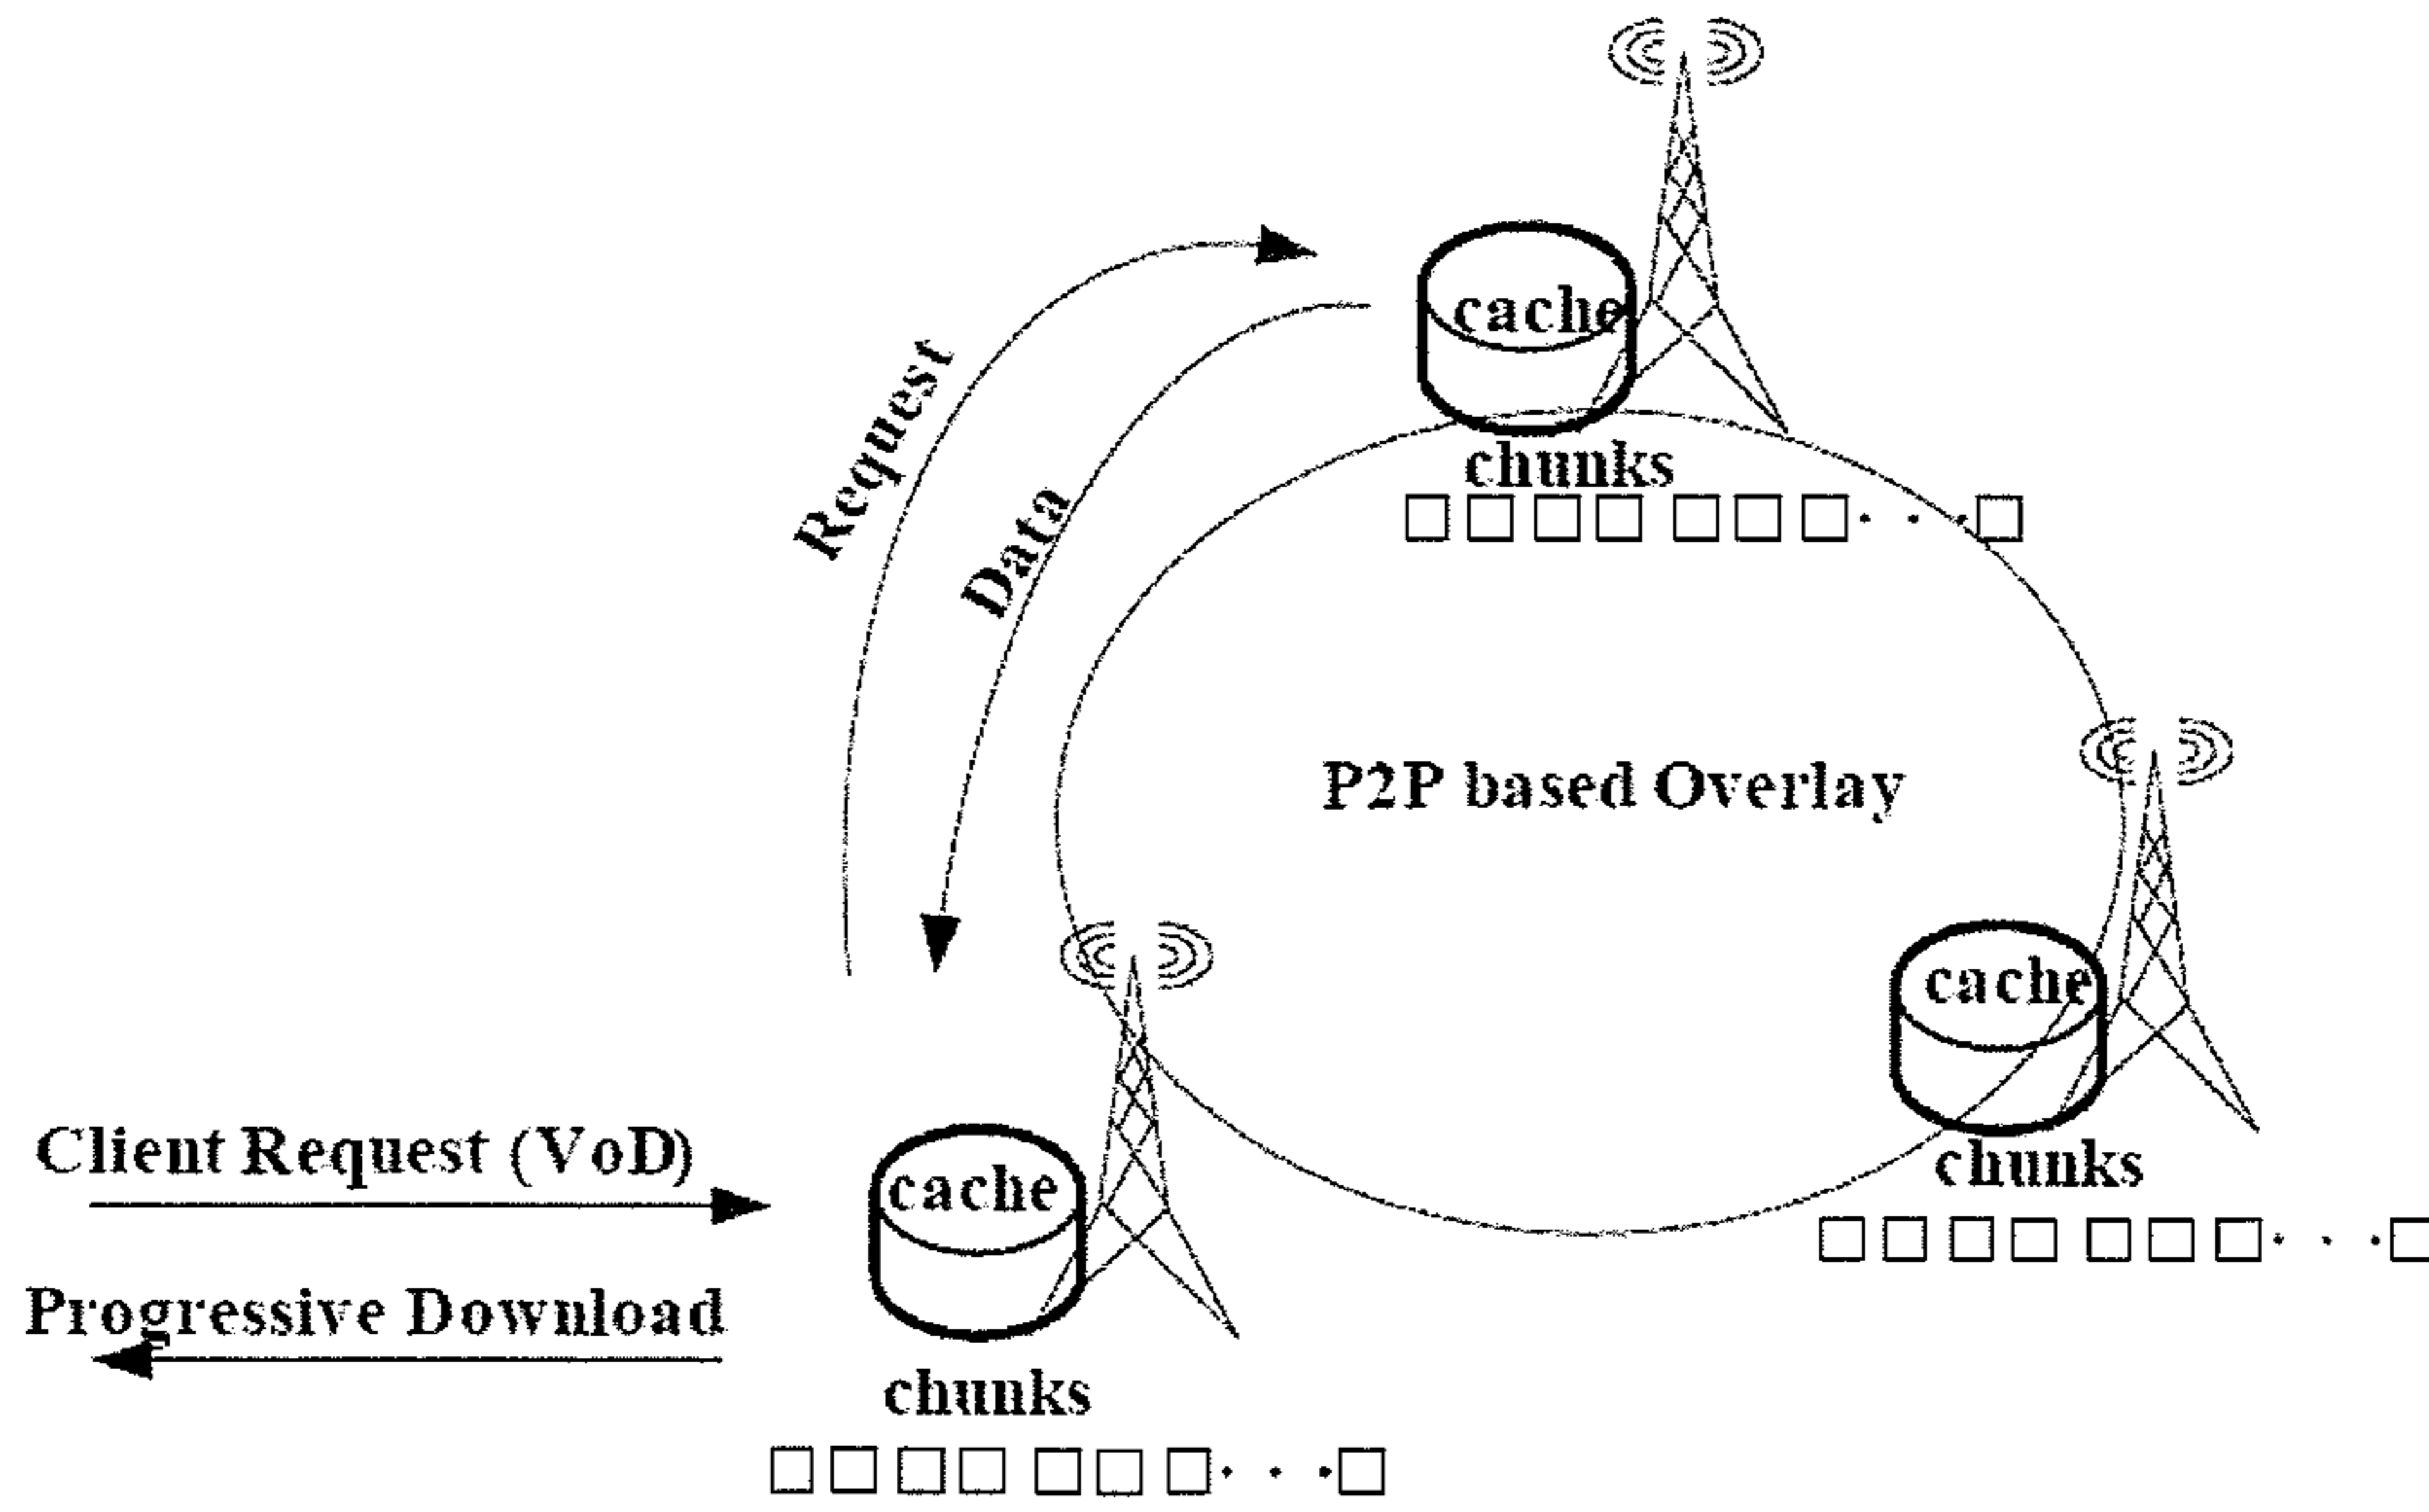 cache
chunks
Request
Data
P2P based Overlay
cache
chunks
Client Request (VoD)
Progressive Download
cache
chunks